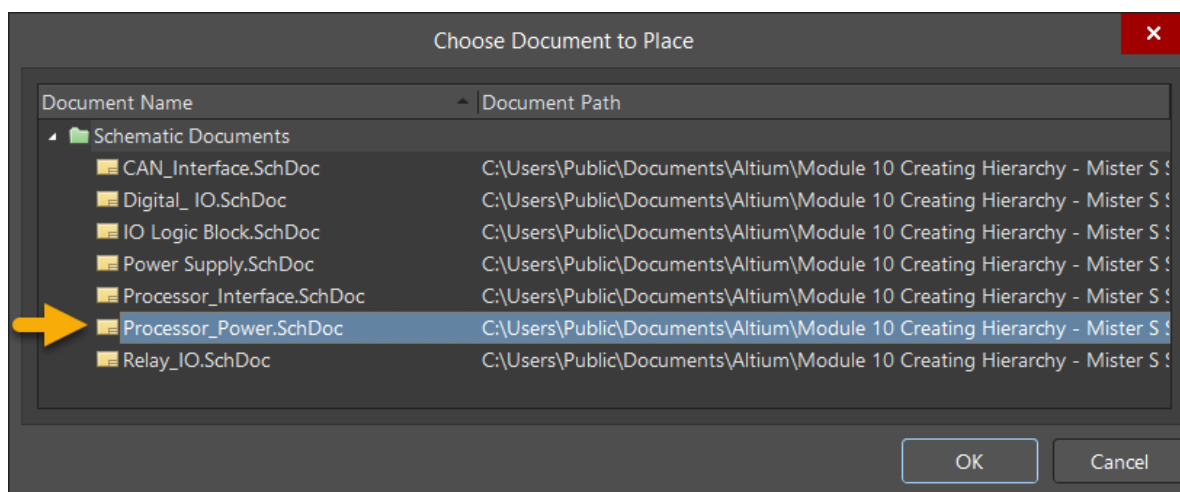 Choose Document to Place
Document Name Document Path
Schematic Documents
CAN_Interface.SchDoc C:\Users\Public\Documents\Altium\Module 10 Creating Hierarchy - Mister S
Digital_ IO.SchDoc C:\Users\Public\Documents\Altium\Module 10 Creating Hierarchy - Mister S
IO Logic Block.SchDoc C:\Users\Public\Documents\Altium\Module 10 Creating Hierarchy - Mister S
Power Supply.SchDoc C:\Users\Public\Documents\Altium\Module 10 Creating Hierarchy - Mister S
Processor_Interface.SchDoc C:\Users\Public\Documents\Altium\Module 10 Creating Hierarchy - Mister S
Processor_Power.SchDoc C:\Users\Public\Documents\Altium\Module 10 Creating Hierarchy - Mister S
Relay_IO.SchDoc C:\Users\Public\Documents\Altium\Module 10 Creating Hierarchy - Mister S
OK Cancel